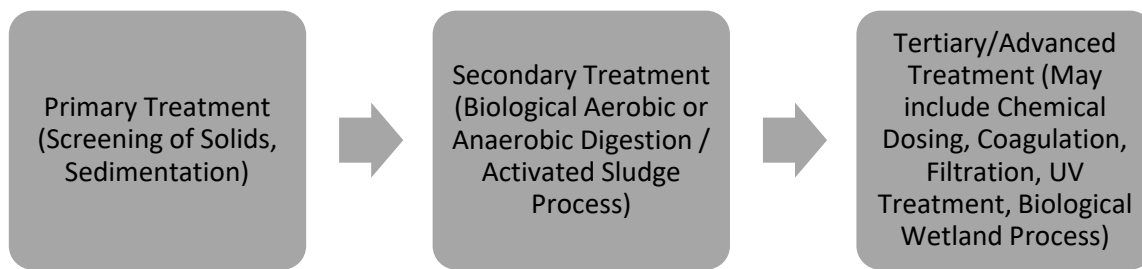 Primary Treatment
(Screening of Solids,
Sedimentation)
Secondary Treatment
(Biological Aerobic or
Anaerobic Digestion /
Activated Sludge
Process)
Tertiary/Advanced
Treatment (May
include Chemical
Dosing, Coagulation,
Filtration, UV
Treatment, Biological
Wetland Process)